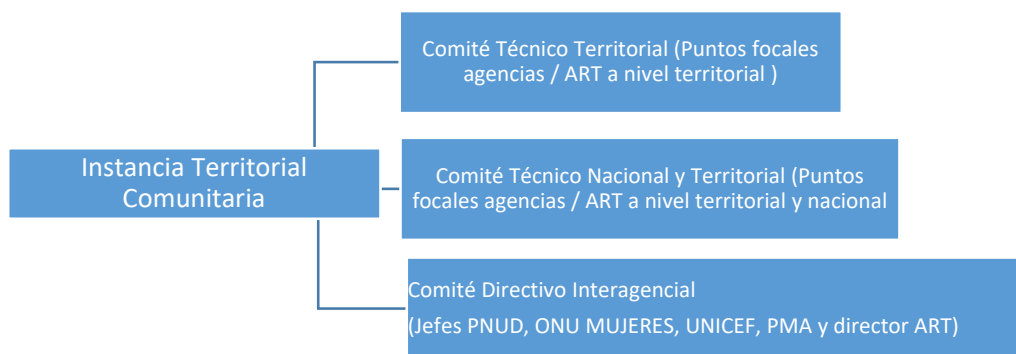 Comité Técnico Territorial (Puntos focales
agencias / ART a nivel territorial )
Instancia Territorial
Comunitaria
Comité Técnico Nacional y Territorial (Puntos
focales agencias / ART a nivel territorial y nacional
Comité Directivo Interagencial
(Jefes PNUD, ONU MUJERES, UNICEF, PMA y director ART)